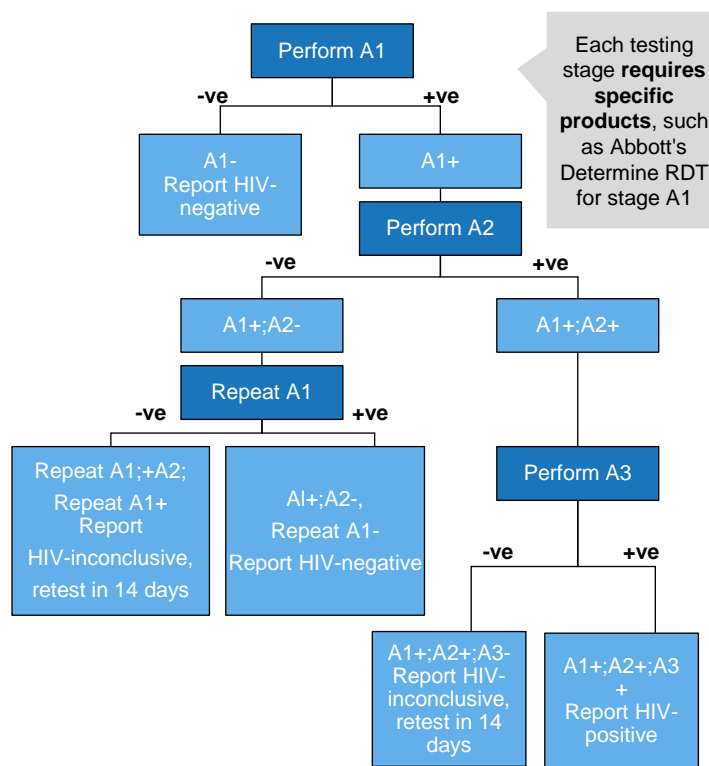 Perform A1
Each testing
stage requires
specific
products, such
as Abbott's
Determine RDT
for stage A1
-ve
+ve
A1-
Report HIV-
negative
A1+
Perform A2
-ve
+ve
A1+;A2-
A1+;A2+
Repeat A1
-ve
+ve
Repeat A1;+A2;
Repeat A1+
Report
HIV-inconclusive,
retest in 14 days
Al+;A2-,
Repeat A1-
Report HIV-negative
Perform A3
-ve
+ve
A1+;A2+;A3-
Report HIV-
inconclusive,
retest in 14
days
A1+;A2+;A3
+
Report HIV-
positive